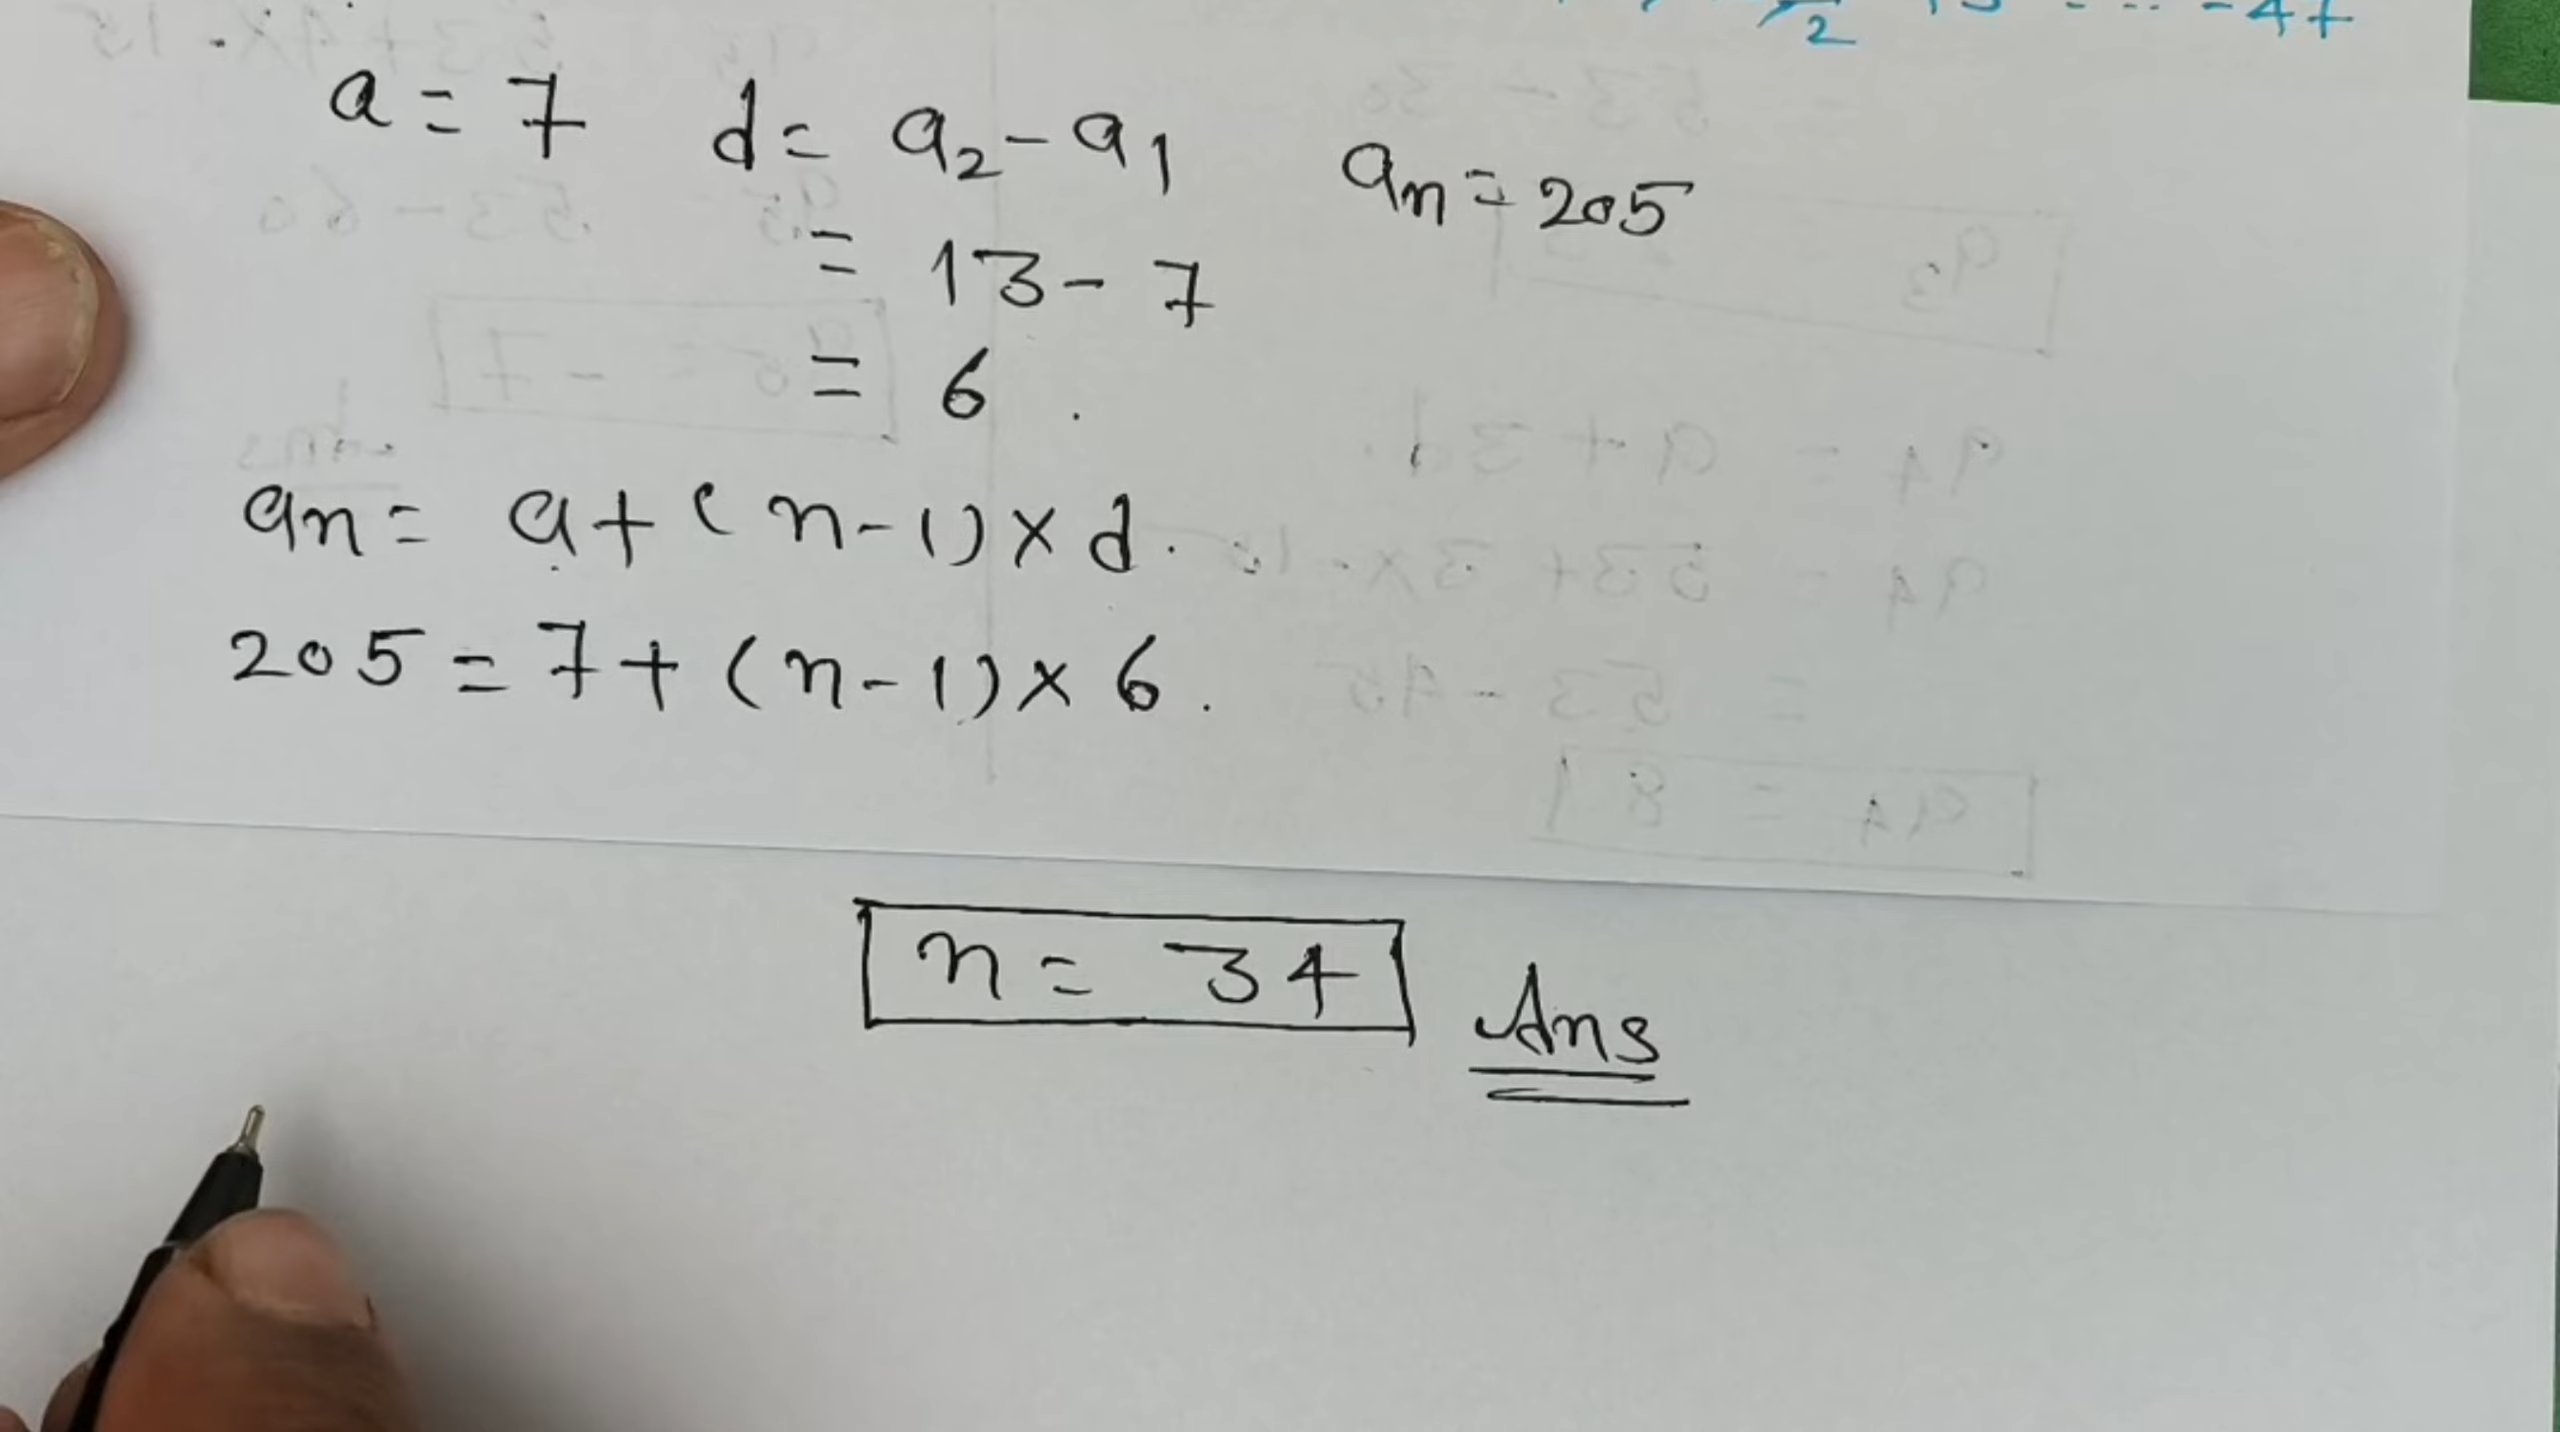 a = 7 d = a₂ - a₁ aₙ = 205
= 13 - 7
= 6 .
aₙ = a + (n - 1) × d .
205 = 7 + (n - 1) × 6 .
n = 34 Ans